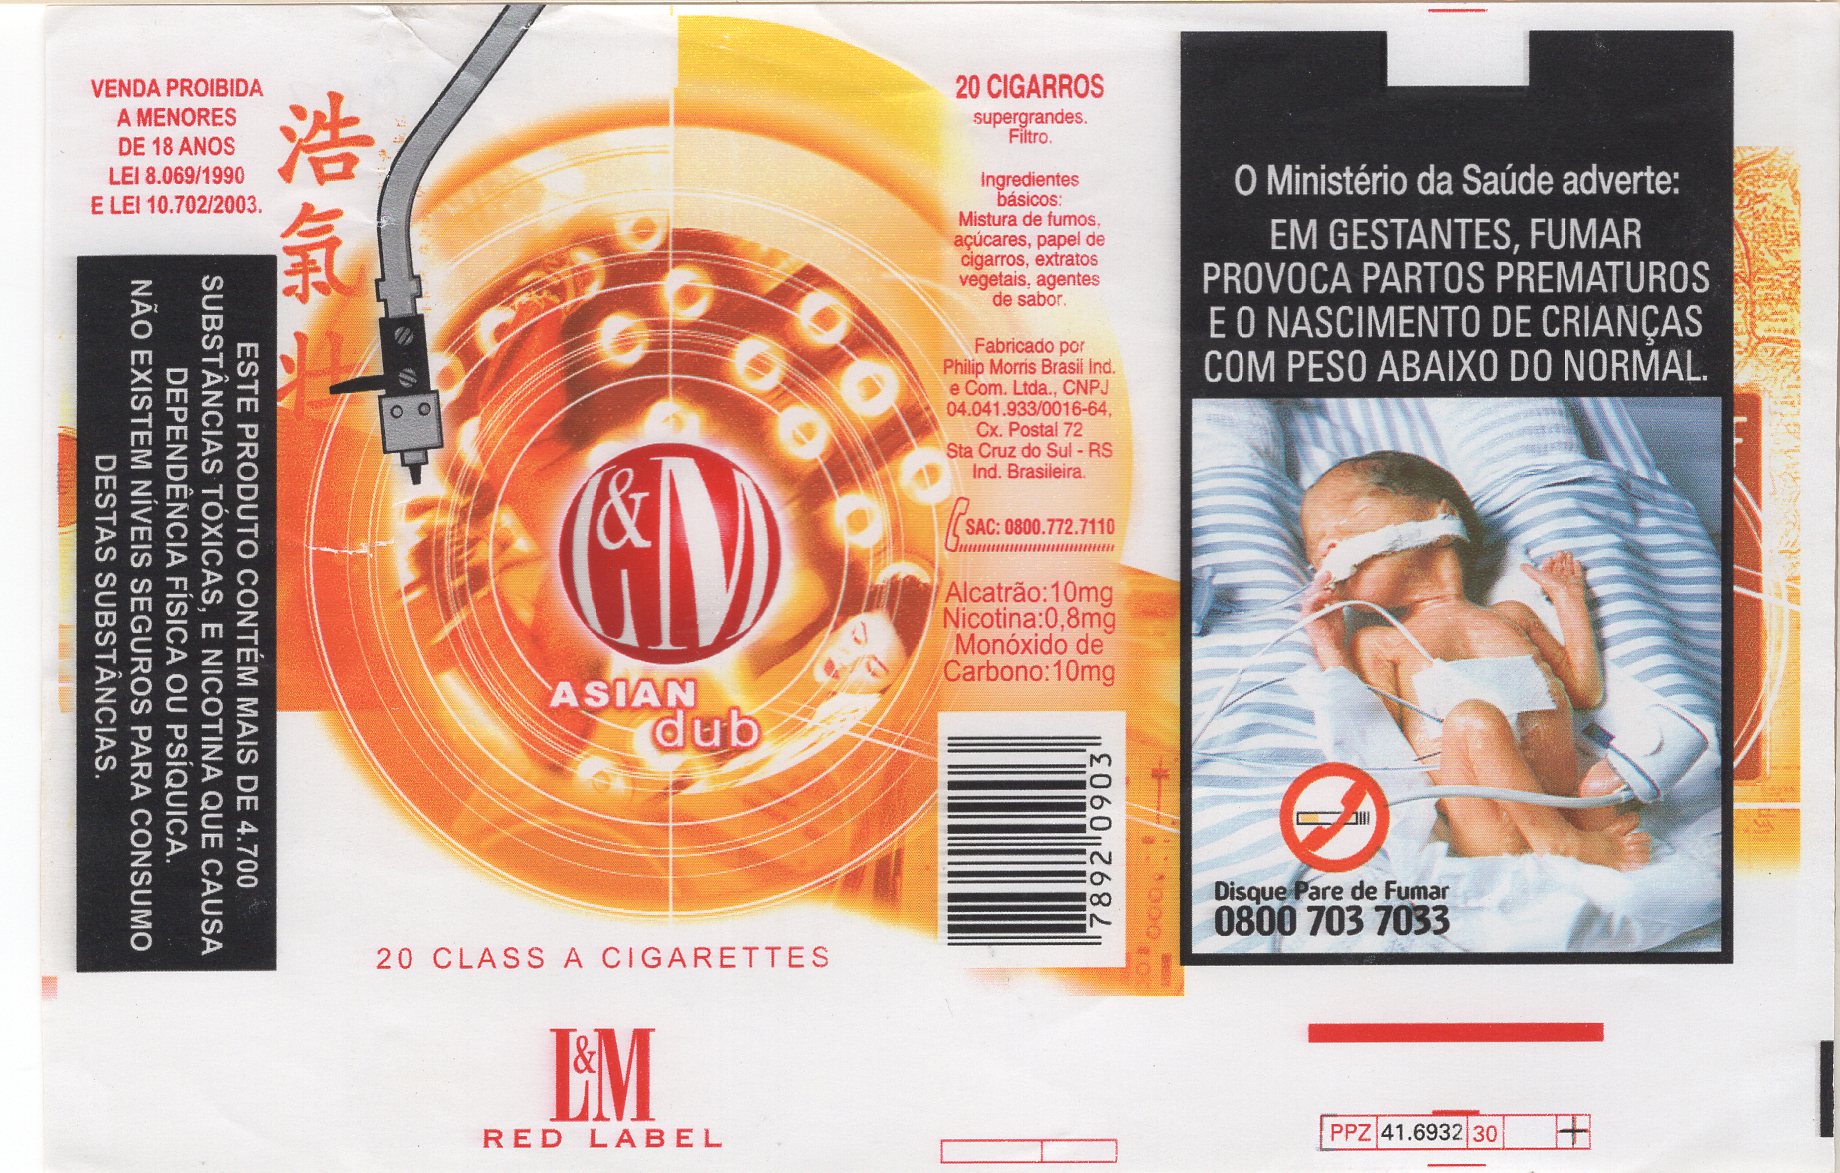 VENDA PROIBIDA
A MENORES
DE 18 ANOS
LEI 8.069/1990
E LEI 10.702/2003.
浩
氣
壯
ESTE PRODUTO CONTÉM MAIS DE 4.700
SUBSTÂNCIAS TÓXICAS, E NICOTINA QUE CAUSA
DEPENDÊNCIA FÍSICA OU PSÍQUICA.
NÃO EXISTEM NÍVEIS SEGUROS PARA CONSUMO
DESTAS SUBSTÂNCIAS.
L&M
ASIAN
dub
20 CLASS A CIGARETTES
L&M
RED LABEL
20 CIGARROS
supergrandes.
Filtro.
Ingredientes
básicos:
Mistura de fumos,
açúcares, papel de
cigarros, extratos
vegetais, agentes
de sabor.
Fabricado por
Philip Morris Brasil Ind.
e Com. Ltda., CNPJ
04.041.933/0016-64,
Cx. Postal 72
Sta Cruz do Sul - RS
Ind. Brasileira.
SAC: 0800.772.7110
Alcatrão:10mg
Nicotina:0,8mg
Monóxido de
Carbono:10mg
78920903
O Ministério da Saúde adverte:
EM GESTANTES, FUMAR
PROVOCA PARTOS PREMATUROS
E O NASCIMENTO DE CRIANÇAS
COM PESO ABAIXO DO NORMAL.
Disque Pare de Fumar
0800 703 7033
PPZ 41.6932 30